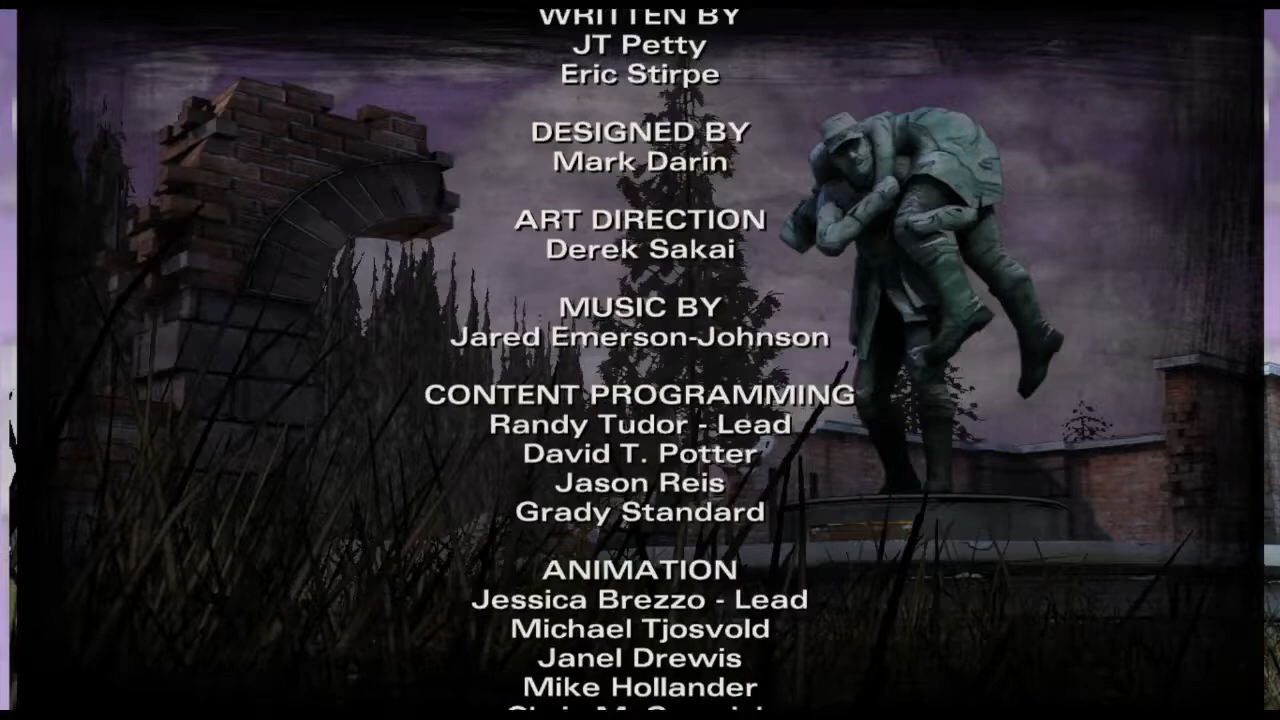 WRITTEN BY
JT Petty
Eric Stirpe
DESIGNED BY
Mark Darin
ART DIRECTION
Derek Sakai
MUSIC BY
Jared Emerson-Johnson
CONTENT PROGRAMMING
Randy Tudor - Lead
David T. Potter
Jason Reis
Grady Standard
ANIMATION
Jessica Brezzo - Lead
Michael Tjosvold
Janel Drewis
Mike Hollander